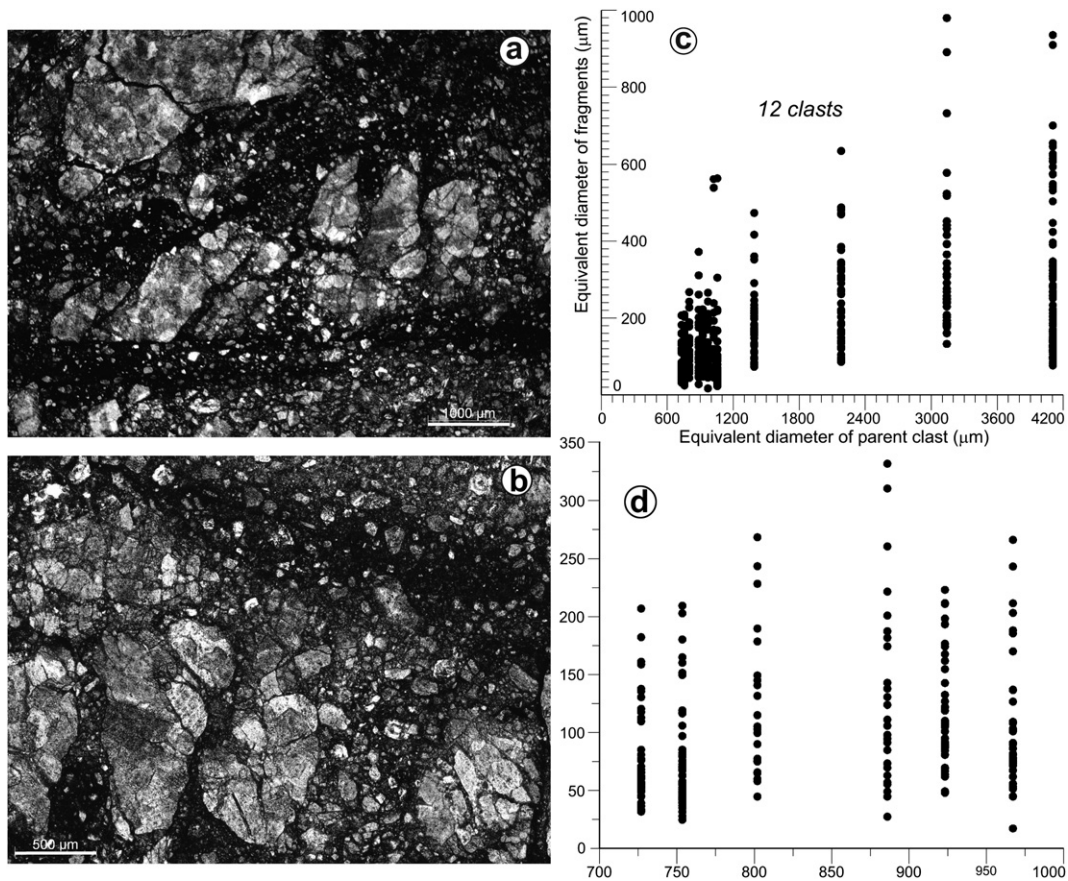 a
1000 µm
b
500 µm
c
12 clasts
Equivalent diameter of fragments (µm)
1000
800
600
400
200
0
0 600 1200 1800 2400 3000 3600 4200
Equivalent diameter of parent clast (µm)
d
350
300
250
200
150
100
50
0
700 750 800 850 900 950 1000